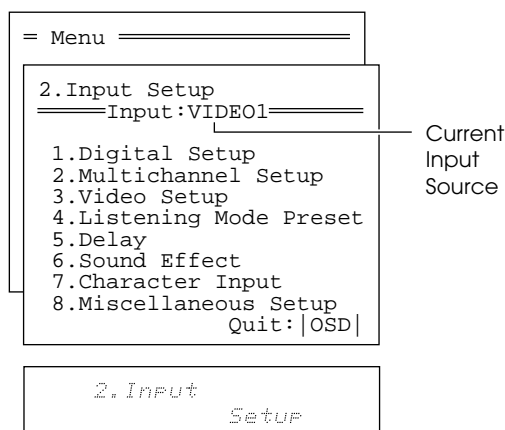 Menu
2.Input Setup
Input:VIDEO1
Current
Input
Source
1.Digital Setup
2.Multichannel Setup
3.Video Setup
4.Listening Mode Preset
5.Delay
6.Sound Effect
7.Character Input
8.Miscellaneous Setup
Quit:|OSD|
2.Input
Setup